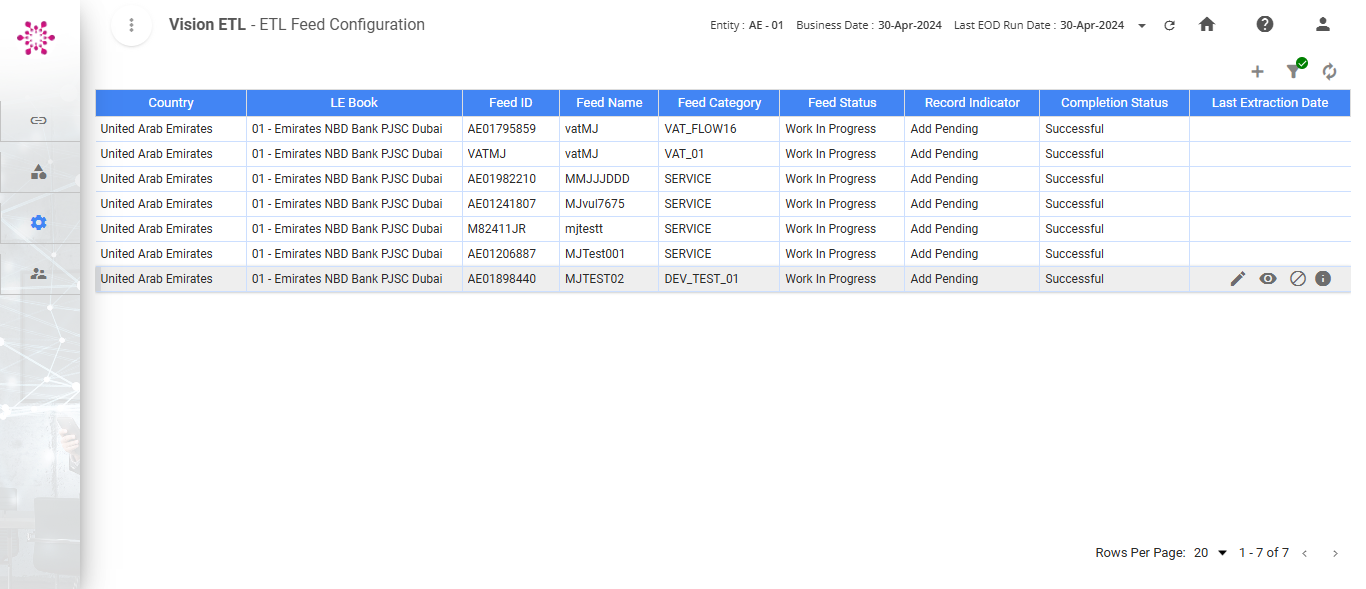 Vision ETL - ETL Feed Configuration
Entity : AE - 01 Business Date : 30-Apr-2024 Last EOD Run Date : 30-Apr-2024
Country LE Book Feed ID Feed Name Feed Category Feed Status Record Indicator Completion Status Last Extraction Date
United Arab Emirates 01 - Emirates NBD Bank PJSC Dubai AE01795859 vatMJ VAT_FLOW16 Work In Progress Add Pending Successful
United Arab Emirates 01 - Emirates NBD Bank PJSC Dubai VATMJ vatMJ VAT_01 Work In Progress Add Pending Successful
United Arab Emirates 01 - Emirates NBD Bank PJSC Dubai AE01982210 MMJJJDDD SERVICE Work In Progress Add Pending Successful
United Arab Emirates 01 - Emirates NBD Bank PJSC Dubai AE01241807 MJvul7675 SERVICE Work In Progress Add Pending Successful
United Arab Emirates 01 - Emirates NBD Bank PJSC Dubai M82411JR mjtestt SERVICE Work In Progress Add Pending Successful
United Arab Emirates 01 - Emirates NBD Bank PJSC Dubai AE01206887 MJTest001 SERVICE Work In Progress Add Pending Successful
United Arab Emirates 01 - Emirates NBD Bank PJSC Dubai AE01898440 MJTEST02 DEV_TEST_01 Work In Progress Add Pending Successful
Rows Per Page: 20 1 - 7 of 7